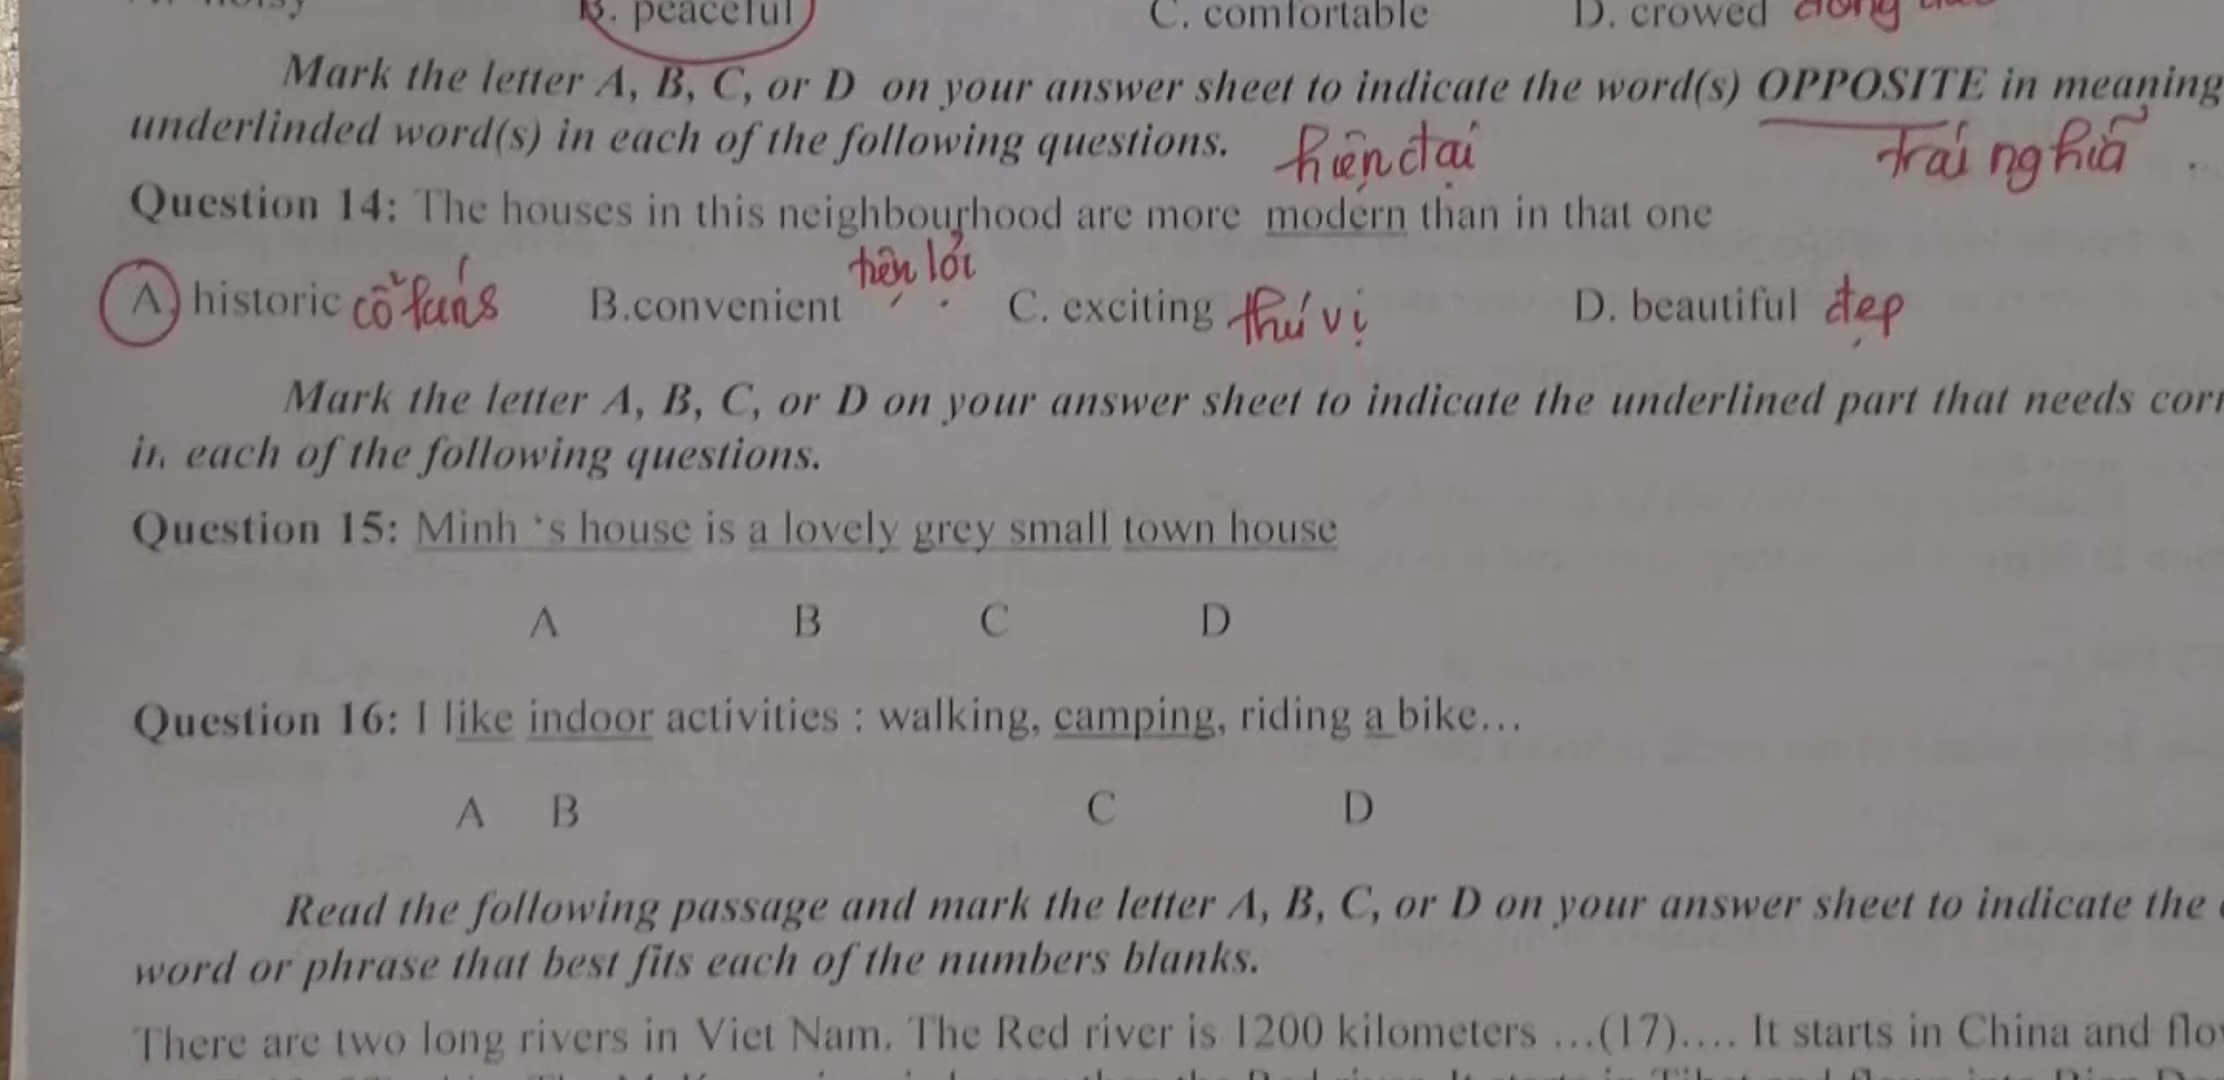 B. peaceful C. comfortable D. crowed đông
Mark the letter A, B, C, or D on your answer sheet to indicate the word(s) OPPOSITE in meaning
underlinded word(s) in each of the following questions. hiện đại trái nghĩa
Question 14: The houses in this neighbourhood are more modern than in that one
A historic cổ kính B.convenient tiện lợi C. exciting thú vị D. beautiful đẹp
Mark the letter A, B, C, or D on your answer sheet to indicate the underlined part that needs corr
in each of the following questions.
Question 15: Minh 's house is a lovely grey small town house
A B C D
Question 16: I like indoor activities : walking, camping, riding a bike...
A B C D
Read the following passage and mark the letter A, B, C, or D on your answer sheet to indicate the
word or phrase that best fits each of the numbers blanks.
There are two long rivers in Viet Nam. The Red river is 1200 kilometers ...(17).... It starts in China and flo